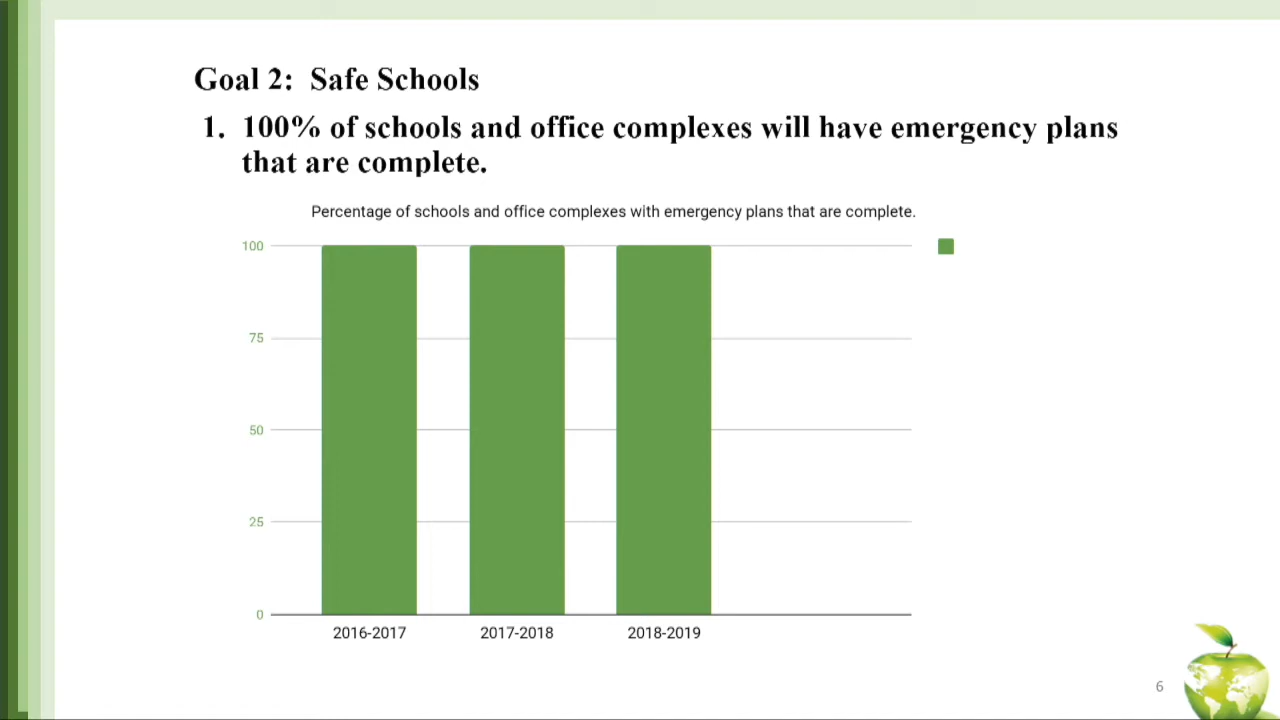 Goal 2: Safe Schools
1. 100% of schools and office complexes will have emergency plans
that are complete.
Percentage of schools and office complexes with emergency plans that are complete.
100
75
50
25
0
2016-2017 2017-2018 2018-2019
6